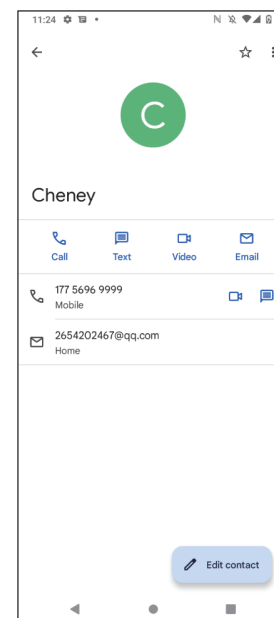 11:24
C
Cheney
Call Text Video Email
177 5696 9999
Mobile
2654202467@qq.com
Home
Edit contact